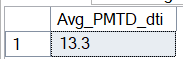 Avg_PMTD_dti
1 13.3